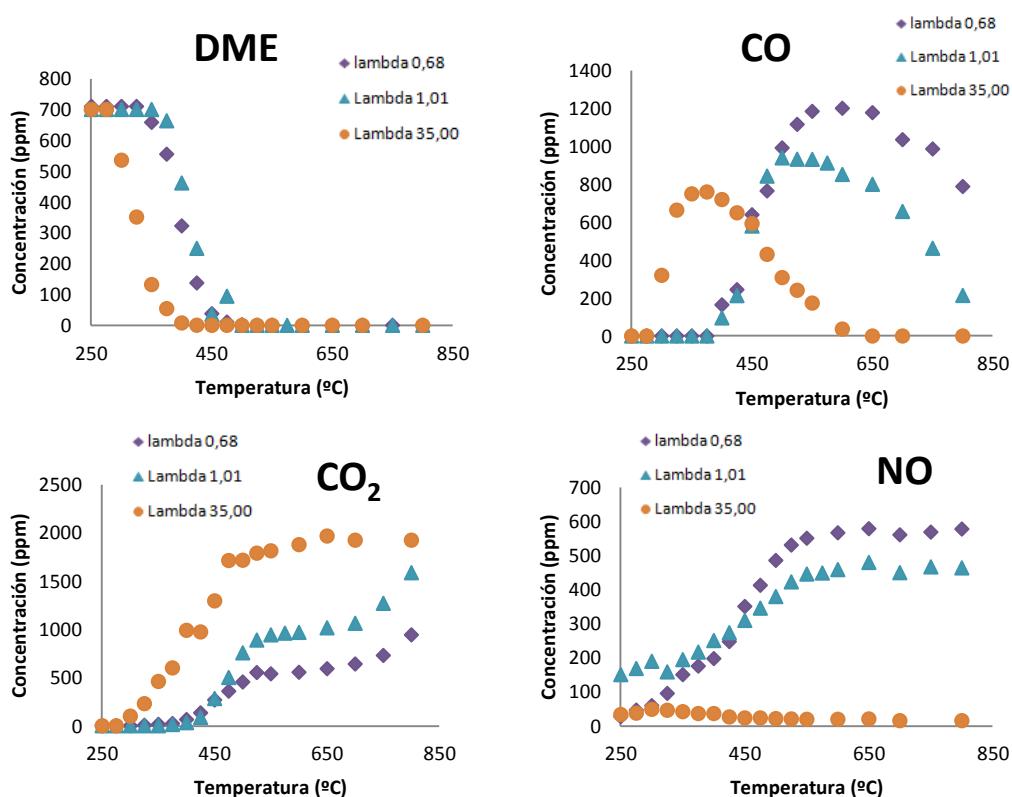 DME
lambda 0,68
Lambda 1,01
Lambda 35,00
800
700
600
500
400
300
200
100
0
250 450 650 850
Concentración (ppm)
Temperatura (ºC)
CO
lambda 0,68
Lambda 1,01
Lambda 35,00
1400
1200
1000
800
600
400
200
0
250 450 650 850
Concentración (ppm)
Temperatura (ºC)
lambda 0,68
Lambda 1,01
Lambda 35,00
CO2
2500
2000
1500
1000
500
0
250 450 650 850
Concentración (ppm)
Temperatura (ºC)
lambda 0,68
Lambda 1,01
Lambda 35,00
NO
700
600
500
400
300
200
100
0
250 450 650 850
Concentración (ppm)
Temperatura (ºC)